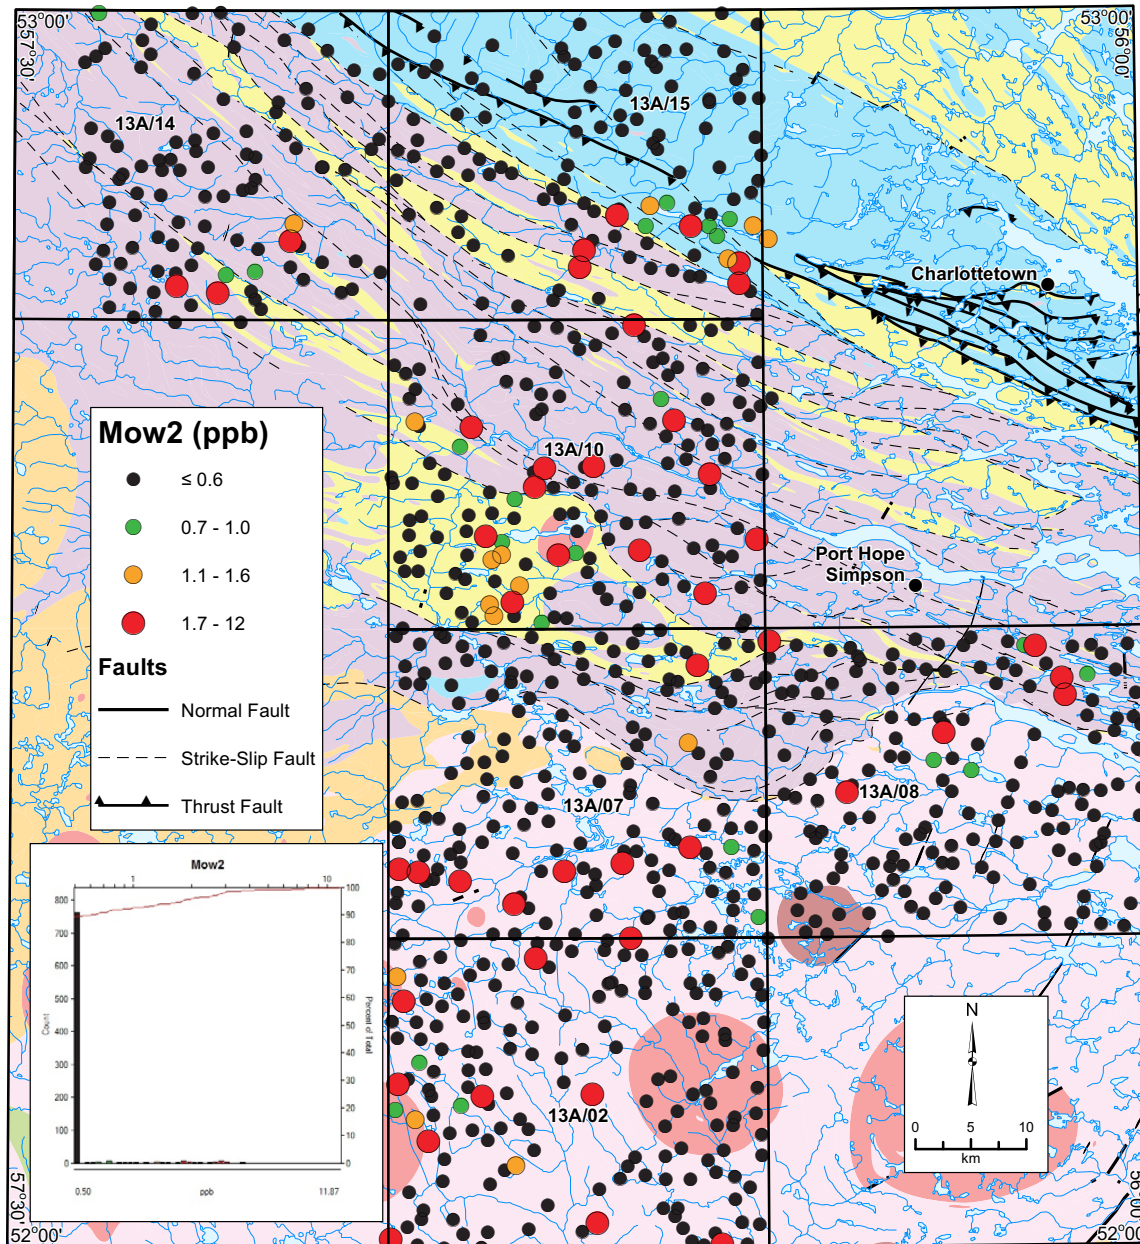 53°00'
53°00'
57°30'
56°00'
13A/14
13A/15
Charlottetown
Mow2 (ppb)
≤ 0.6
0.7 - 1.0
1.1 - 1.6
1.7 - 12
Faults
Normal Fault
Strike-Slip Fault
Thrust Fault
13A/10
Port Hope
Simpson
13A/07
13A/08
13A/02
Mow2
1
10
800
700
600
500
400
300
200
100
0
Count
100
90
80
70
60
50
40
30
20
10
0
Percent of Total
0.50
ppb
11.87
N
0
5
10
km
57°30'
56°00'
52°00'
52°00'